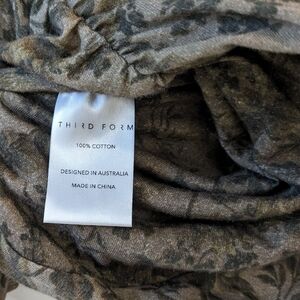 THIRD FORM
100% COTTON
DESIGNED IN AUSTRALIA
MADE IN CHINA